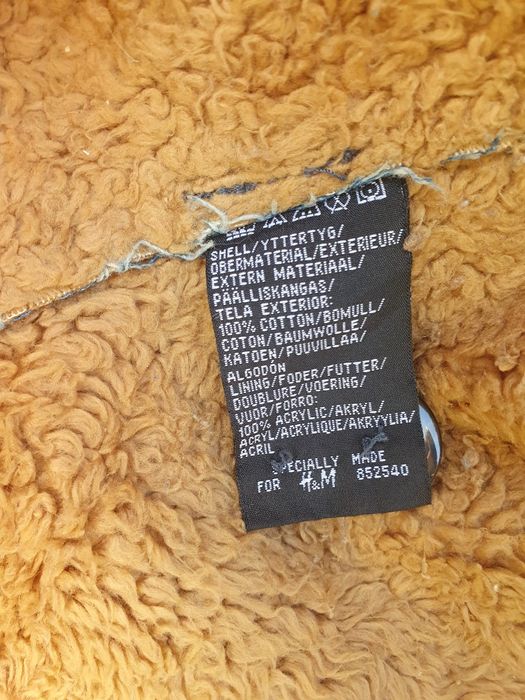 SHELL/YTTERTYG/
OBERMATERIAL/EXTERIEUR/
EXTERN MATERIAAL/
PÄÄLLISKANGAS/
TELA EXTERIOR:
100% COTTON/BOMULL/
COTON/BAUMWOLLE/
KATOEN/PUUVILLAA/
ALGODÓN
LINING/FODER/FUTTER/
DOUBLURE/VOERING/
VUOR/FORRO:
100% ACRYLIC/AKRYL/
ACRYL/ACRYLIQUE/AKRYYLIA/
ACRIL
SPECIALLY MADE
FOR H&M 852540